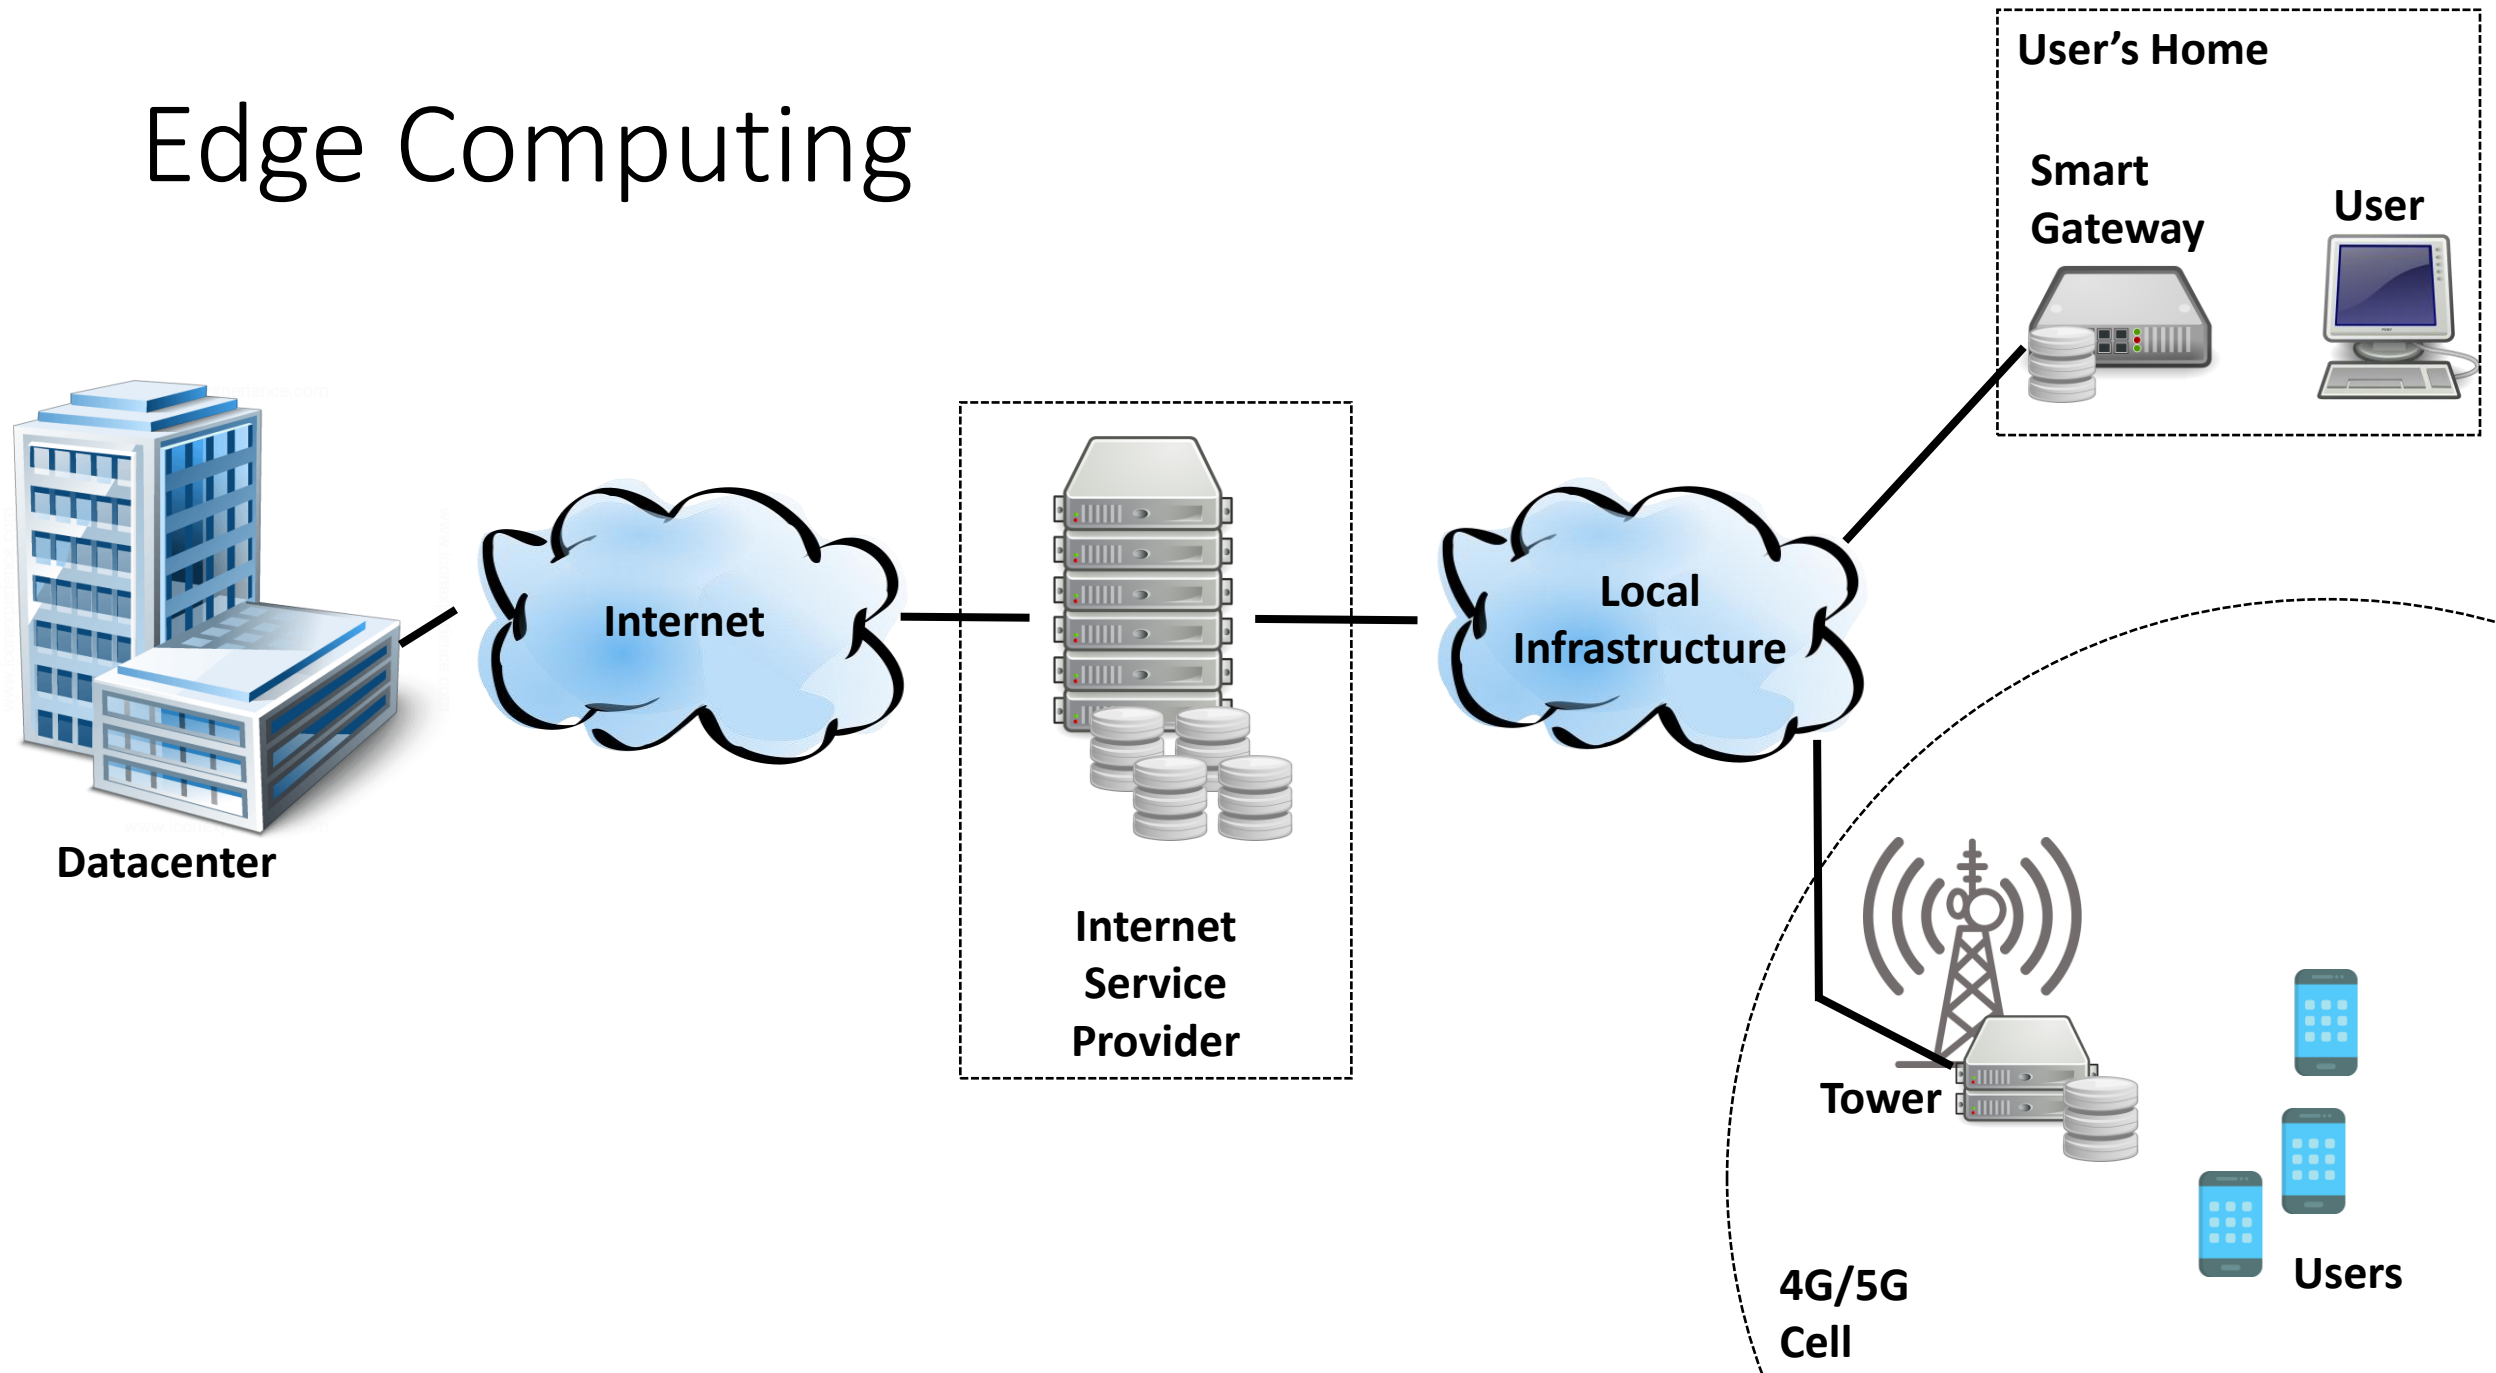 Edge Computing
User’s Home
Smart
Gateway
User
Datacenter
Internet
Internet
Service
Provider
Local
Infrastructure
Tower
4G/5G
Cell
Users